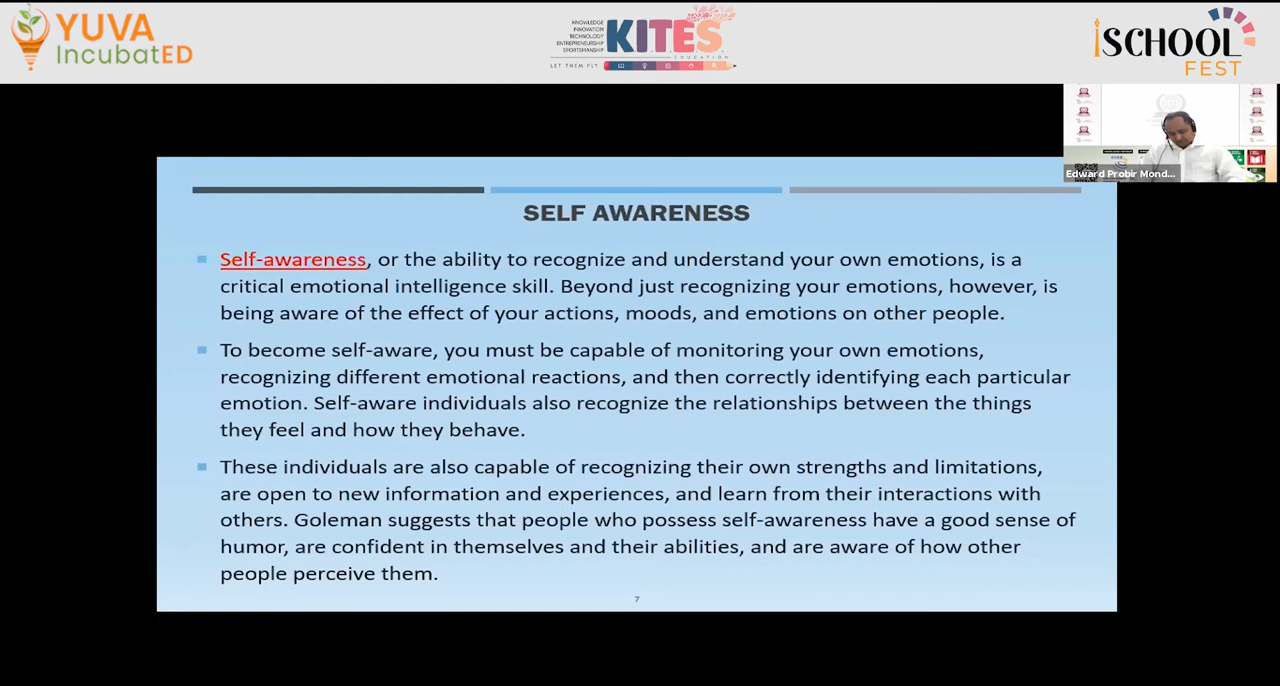 YUVA
IncubatED
KNOWLEDGE
INNOVATION
TECHNOLOGY
ENTREPRENEURSHIP
SPORTSMANSHIP
KITES
EDUCATION
LET THEM FLY
iSCHOOL
FEST
Edward Probir Mond...
SELF AWARENESS
Self-awareness, or the ability to recognize and understand your own emotions, is a
critical emotional intelligence skill. Beyond just recognizing your emotions, however, is
being aware of the effect of your actions, moods, and emotions on other people.
To become self-aware, you must be capable of monitoring your own emotions,
recognizing different emotional reactions, and then correctly identifying each particular
emotion. Self-aware individuals also recognize the relationships between the things
they feel and how they behave.
These individuals are also capable of recognizing their own strengths and limitations,
are open to new information and experiences, and learn from their interactions with
others. Goleman suggests that people who possess self-awareness have a good sense of
humor, are confident in themselves and their abilities, and are aware of how other
people perceive them.
7